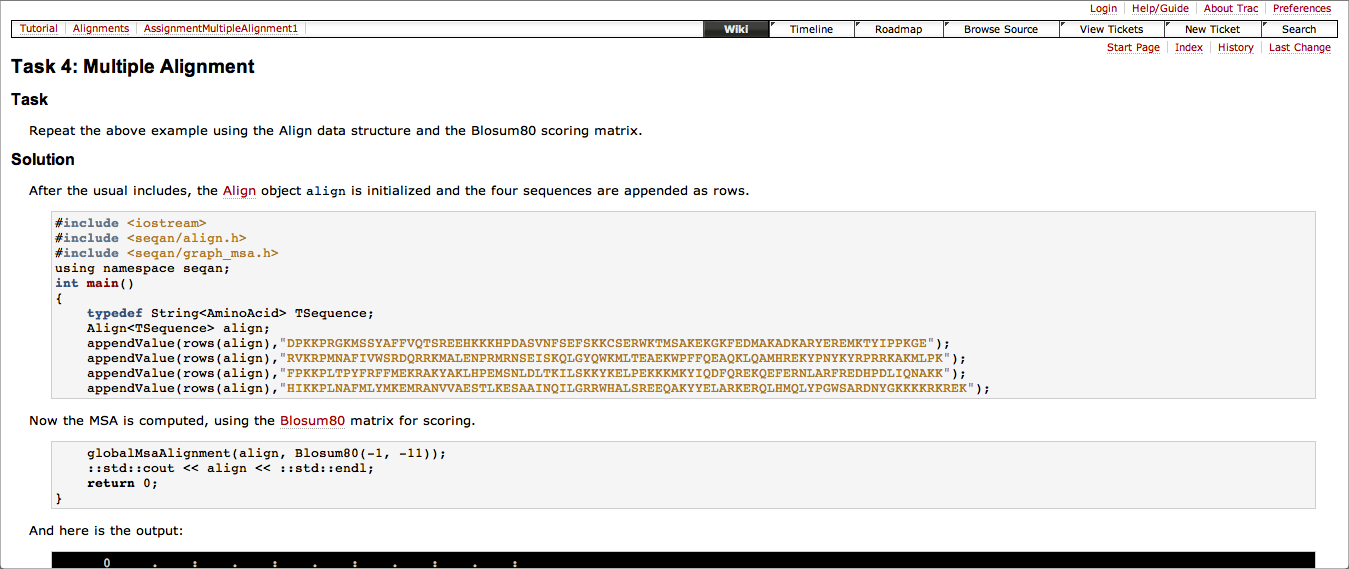 Login Help/Guide About Trac Preferences
Tutorial Alignments AssignmentMultipleAlignment1 Wiki Timeline Roadmap Browse Source View Tickets New Ticket Search
Start Page Index History Last Change
Task 4: Multiple Alignment
Task
Repeat the above example using the Align data structure and the Blosum80 scoring matrix.
Solution
After the usual includes, the Align object align is initialized and the four sequences are appended as rows.
#include <iostream>
#include <seqan/align.h>
#include <seqan/graph_msa.h>
using namespace seqan;
int main()
{
typedef String<AminoAcid> TSequence;
Align<TSequence> align;
appendValue(rows(align),"DPKKPRGKMSSYAFFVQTSREEHKKKHPDASVNFSEFSKKCSERWKTMSAKEKGKFEDMAKADKARYEREMKTYIPPKGE");
appendValue(rows(align),"RVKRPMNAFIVWSRDQRRKMALENPRMRNSEISKQLGYQWKMLTEAEKWPFFQEAQKLQAMHREKYPNYKYRPRRKAKMLPK");
appendValue(rows(align),"FPKKPLTPYFRFFMEKRAKYAKLHPEMSNLDLTKILSKKYKELPEKKKMKYIQDFQREKQEFERNLARFREDHPDLIQNAKK");
appendValue(rows(align),"HIKKPLNAFMLYMKEMRANVVAESTLKESAAINQILGRRWHALSREEQAKYYELARKERQLHMQLYPGWSARDNYGKKKKRKREK");
Now the MSA is computed, using the Blosum80 matrix for scoring.
globalMsaAlignment(align, Blosum80(-1, -11));
::std::cout << align << ::std::endl;
return 0;
}
And here is the output:
0 . : . : . : . : . :